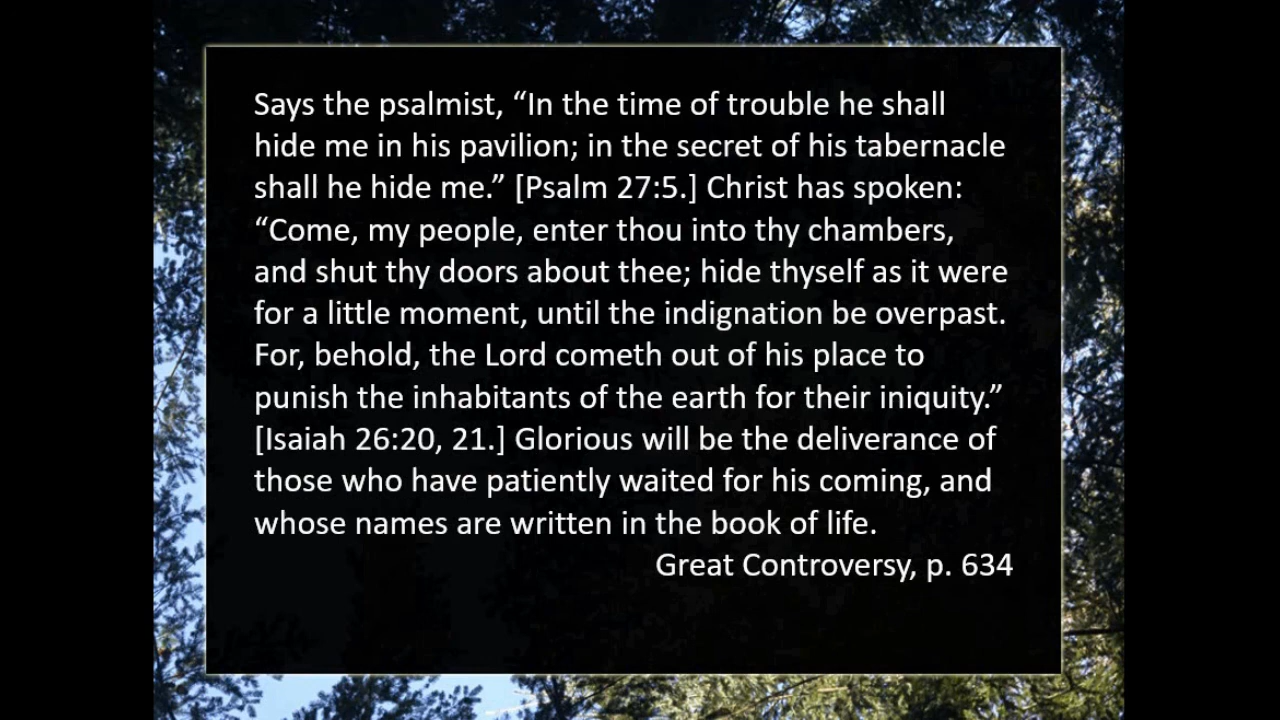 Says the psalmist, “In the time of trouble he shall
hide me in his pavilion; in the secret of his tabernacle
shall he hide me.” [Psalm 27:5.] Christ has spoken:
“Come, my people, enter thou into thy chambers,
and shut thy doors about thee; hide thyself as it were
for a little moment, until the indignation be overpast.
For, behold, the Lord cometh out of his place to
punish the inhabitants of the earth for their iniquity.”
[Isaiah 26:20, 21.] Glorious will be the deliverance of
those who have patiently waited for his coming, and
whose names are written in the book of life.
Great Controversy, p. 634